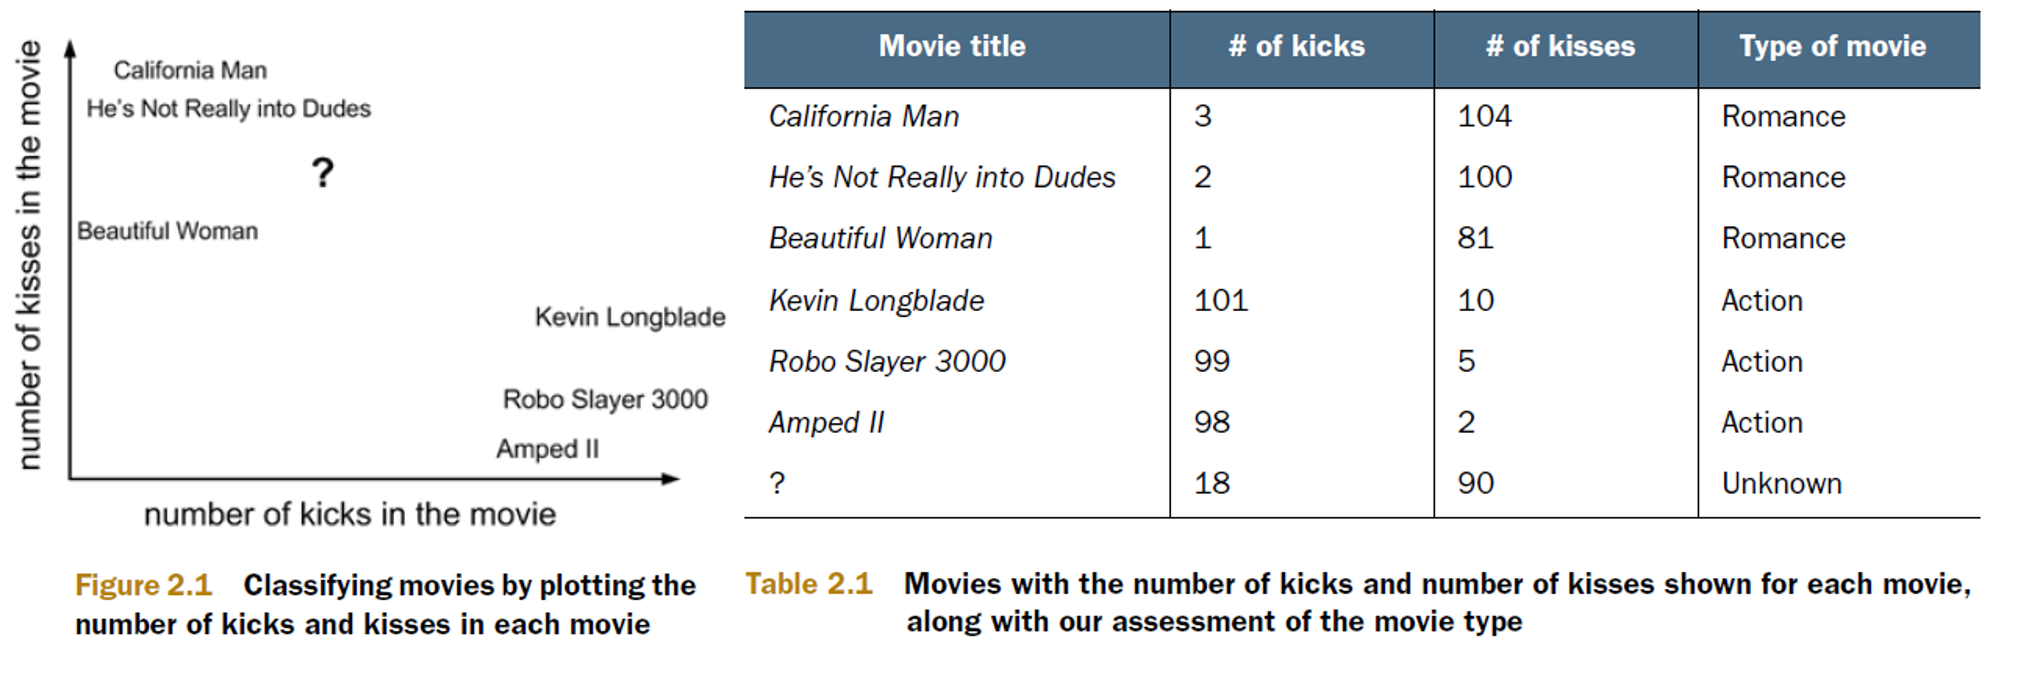 number of kisses in the movie
California Man
He's Not Really into Dudes
?
Beautiful Woman
Kevin Longblade
Robo Slayer 3000
Amped II
number of kicks in the movie
Figure 2.1 Classifying movies by plotting the
number of kicks and kisses in each movie
Movie title # of kicks # of kisses Type of movie
California Man 3 104 Romance
He’s Not Really into Dudes 2 100 Romance
Beautiful Woman 1 81 Romance
Kevin Longblade 101 10 Action
Robo Slayer 3000 99 5 Action
Amped II 98 2 Action
? 18 90 Unknown
Table 2.1 Movies with the number of kicks and number of kisses shown for each movie,
along with our assessment of the movie type